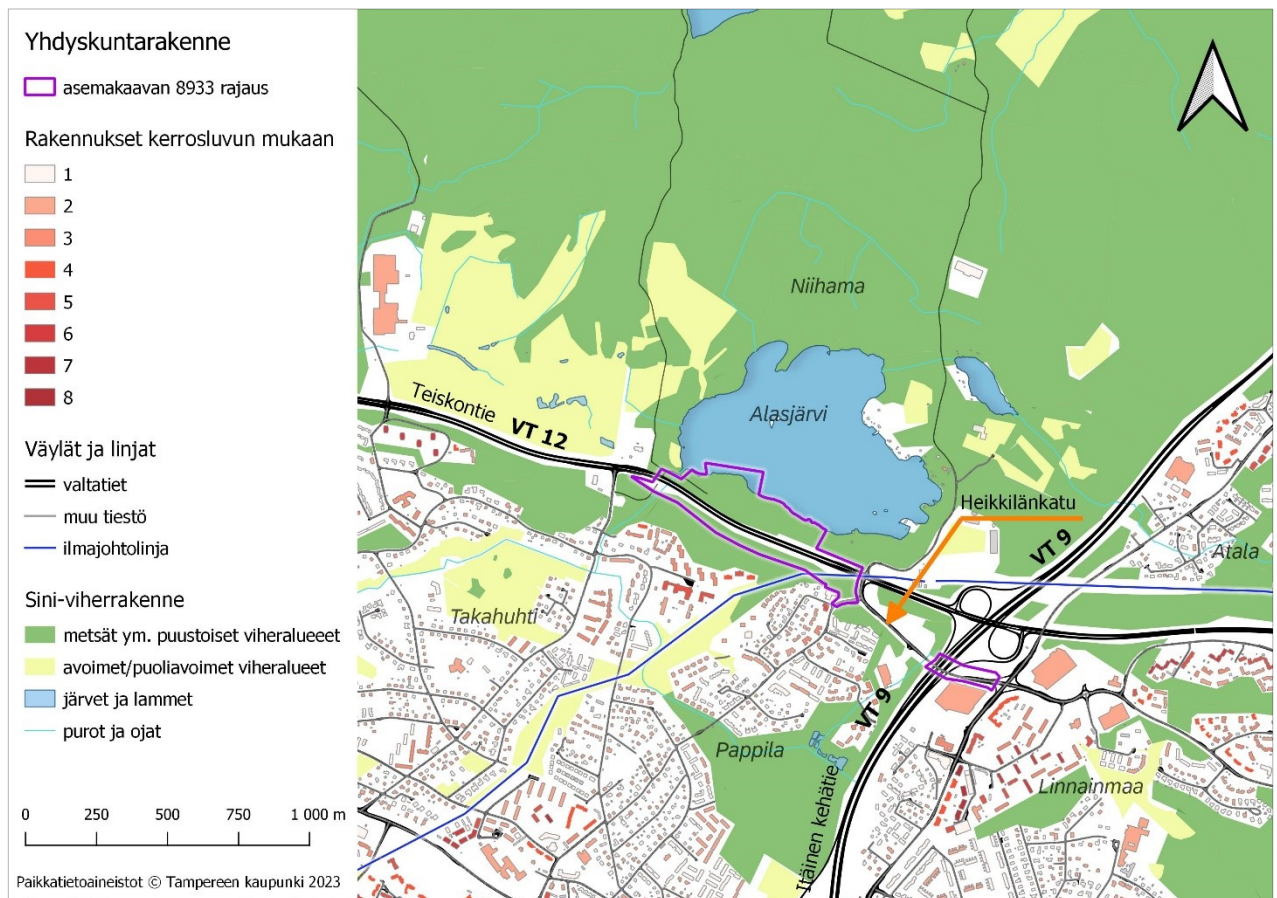 Yhdyskuntarakenne
asemakaavan 8933 rajaus
Rakennukset kerrosluvun mukaan
1
2
3
4
5
6
7
8
Väylät ja linjat
valtatiet
muu tiestö
ilmajohtolinja
Sini-viherrakenne
metsät ym. puustoiset viheralueeet
avoimet/puoliavoimet viheralueet
järvet ja lammet
purot ja ojat
0 250 500 750 1 000 m
Paikkatietoaineistot © Tampereen kaupunki 2023
Niihama
Teiskontie VT 12
Alasjärvi
Heikkilänkatu
VT 9
Atala
Takahuhti
VT 9
Pappila
Linnainmaa
Itäinen kehätie